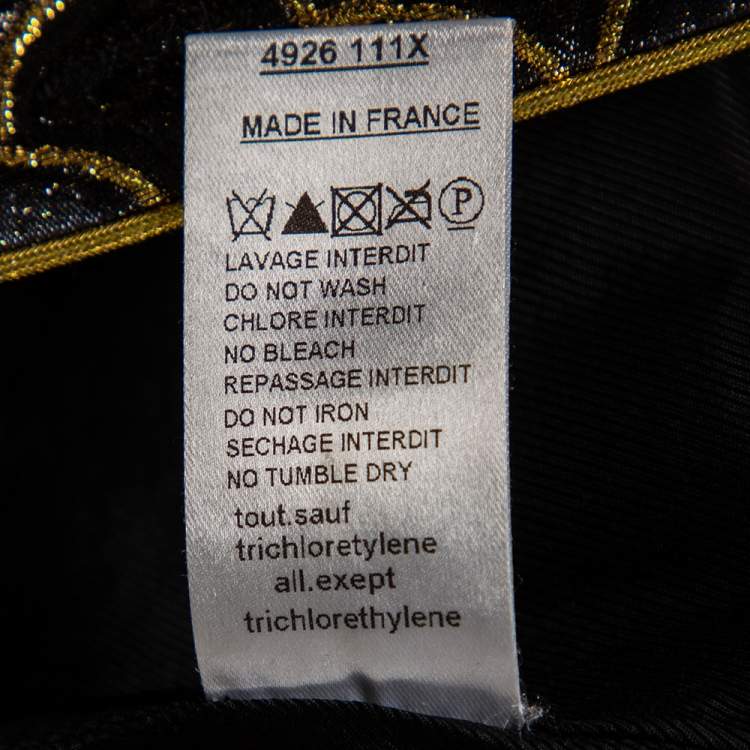 4926 111X
MADE IN FRANCE
P
LAVAGE INTERDIT
DO NOT WASH
CHLORE INTERDIT
NO BLEACH
REPASSAGE INTERDIT
DO NOT IRON
SECHAGE INTERDIT
NO TUMBLE DRY
tout.sauf
trichloretylene
all.exept
trichlorethylene